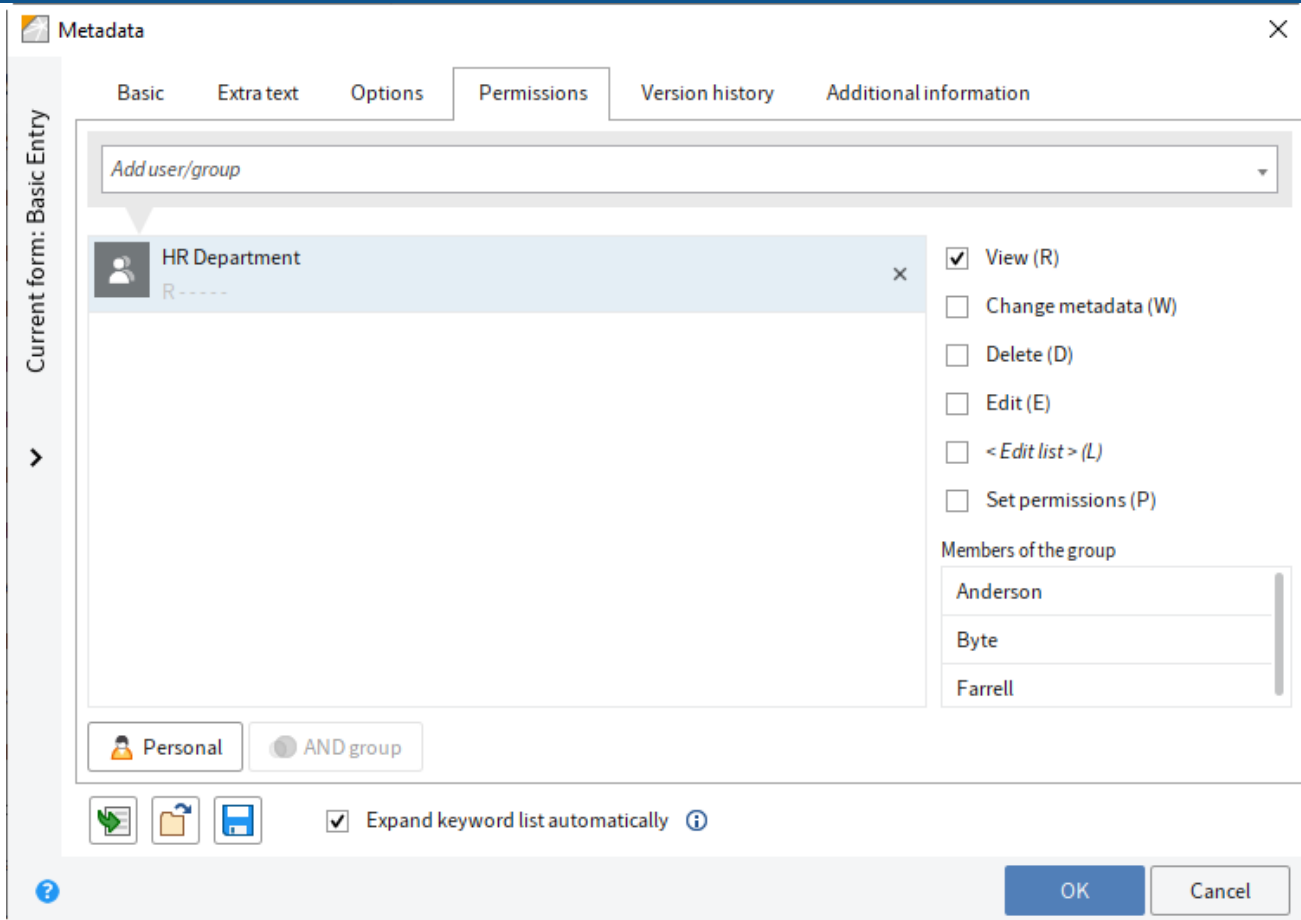 Metadata
Basic
Extra text
Options
Permissions
Version history
Additional information
Current form: Basic Entry
Add user/group
HR Department
R - - - - -
View (R)
Change metadata (W)
Delete (D)
Edit (E)
< Edit list > (L)
Set permissions (P)
Members of the group
Anderson
Byte
Farrell
Personal
AND group
Expand keyword list automatically
OK
Cancel